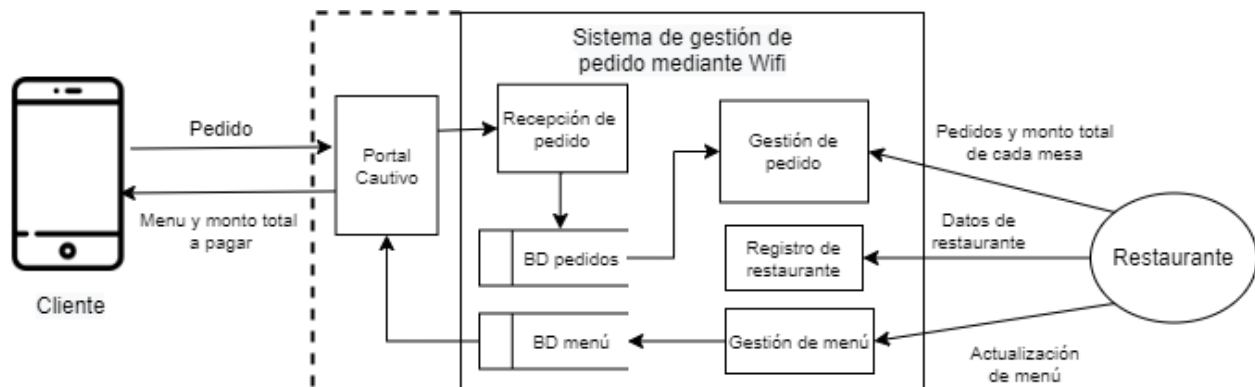 Sistema de gestión de
pedido mediante Wifi
Pedido
Menu y monto total
a pagar
Cliente
Portal
Cautivo
Recepción de
pedido
BD pedidos
BD menú
Gestión de
pedido
Registro de
restaurante
Gestión de menú
Pedidos y monto total
de cada mesa
Datos de
restaurante
Actualización
de menú
Restaurante